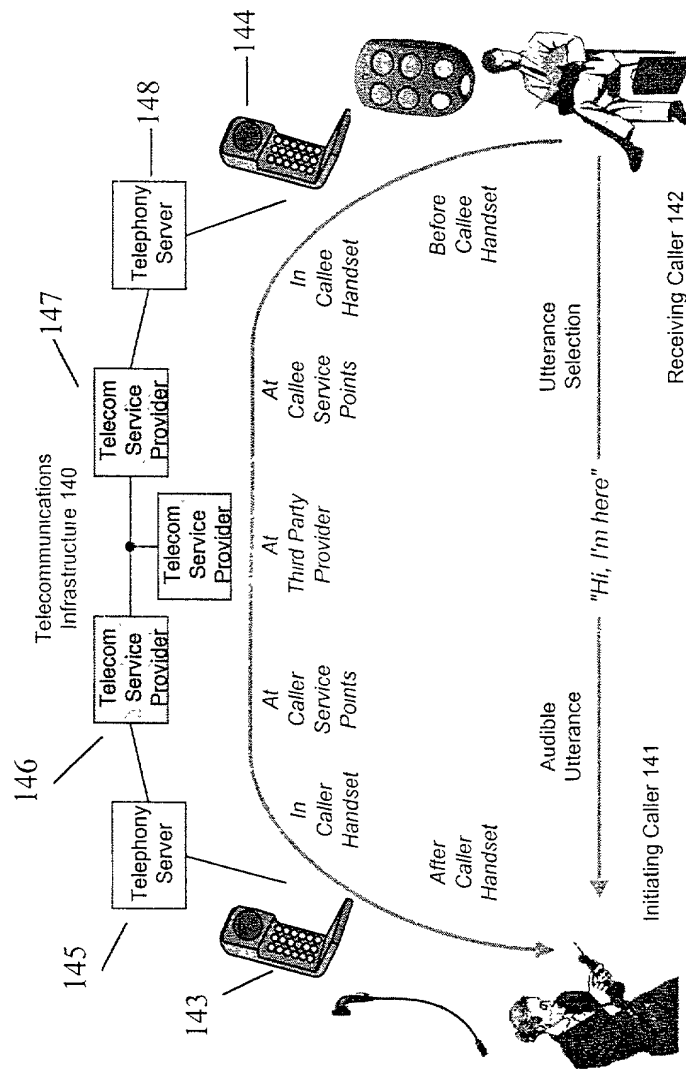 Telecommunications
Infrastructure 140
145
146
147
148
Telephony
Server
Telecom
Service
Provider
Telecom
Service
Provider
Telecom
Service
Provider
Telephony
Server
143
144
In
Caller
Handset
At
Caller
Service
Points
At
Third Party
Provider
At
Callee
Service
Points
In
Callee
Handset
After
Caller
Handset
Before
Callee
Handset
Audible
Utterance
"Hi, I'm here"
Utterance
Selection
Initiating Caller 141
Receiving Caller 142